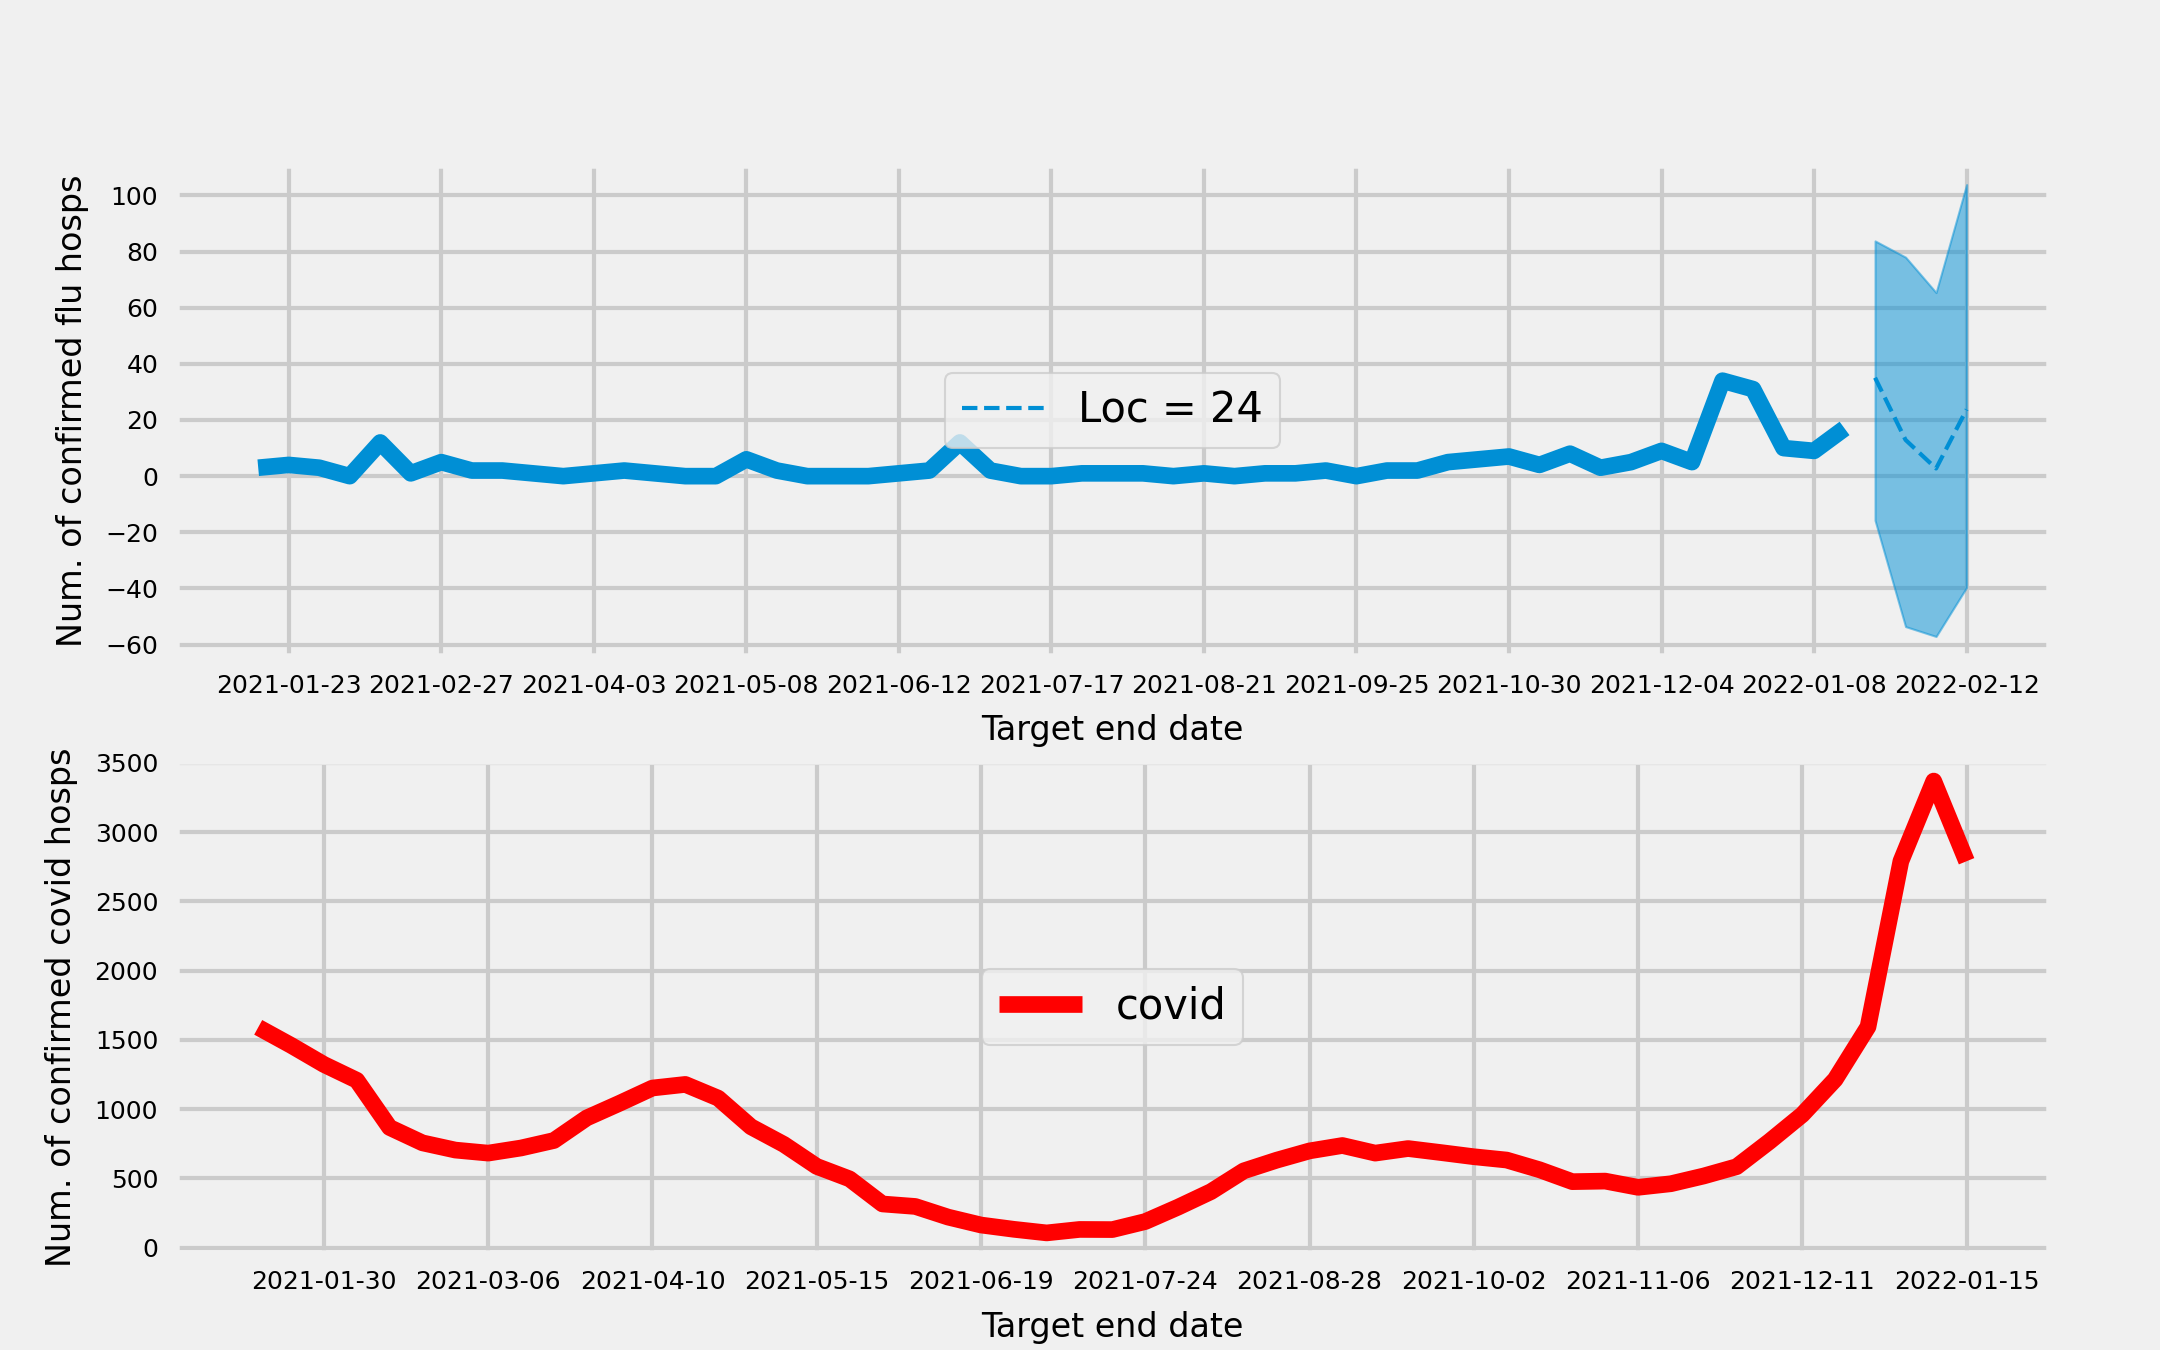 Num. of confirmed flu hosps
100
80
60
40
20
0
−20
−40
−60
Loc = 24
2021-01-23 2021-02-27 2021-04-03 2021-05-08 2021-06-12 2021-07-17 2021-08-21 2021-09-25 2021-10-30 2021-12-04 2022-01-08 2022-02-12
Target end date
Num. of confirmed covid hosps
3500
3000
2500
2000
1500
1000
500
0
covid
2021-01-30 2021-03-06 2021-04-10 2021-05-15 2021-06-19 2021-07-24 2021-08-28 2021-10-02 2021-11-06 2021-12-11 2022-01-15
Target end date